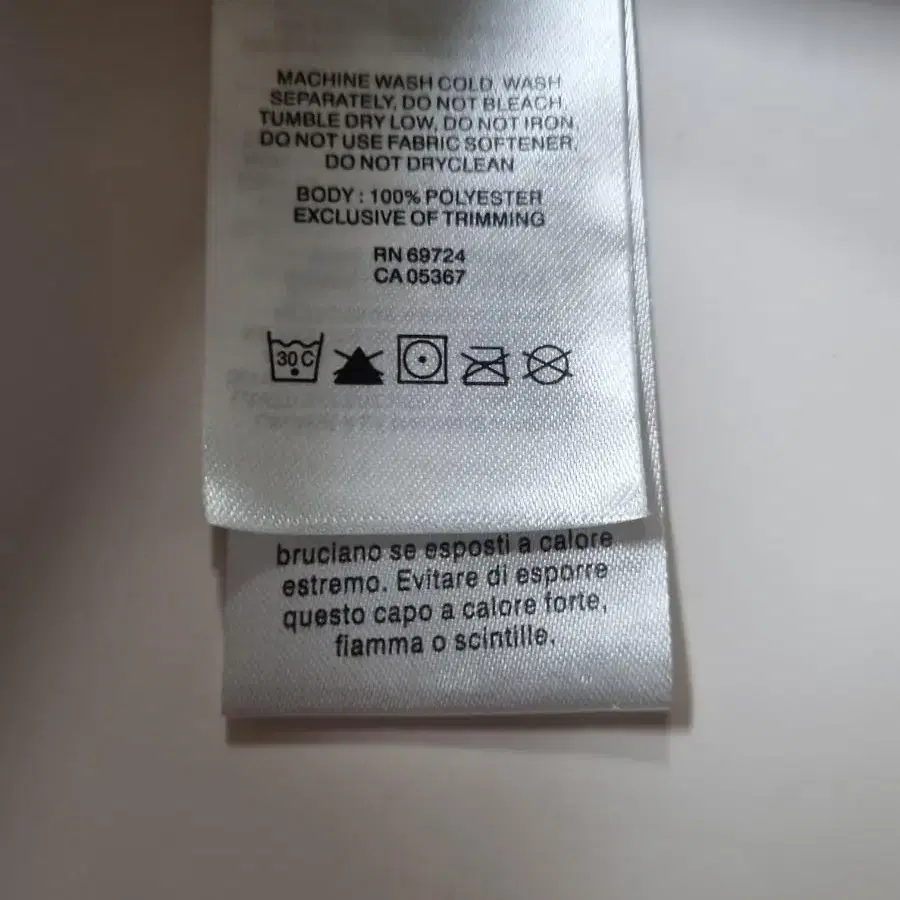 MACHINE WASH COLD, WASH
SEPARATELY, DO NOT BLEACH,
TUMBLE DRY LOW, DO NOT IRON,
DO NOT USE FABRIC SOFTENER,
DO NOT DRYCLEAN
BODY : 100% POLYESTER
EXCLUSIVE OF TRIMMING
RN 69724
CA 05367
30 C
bruciano se esposti a calore
estremo. Evitare di esporre
questo capo a calore forte,
fiamma o scintille.